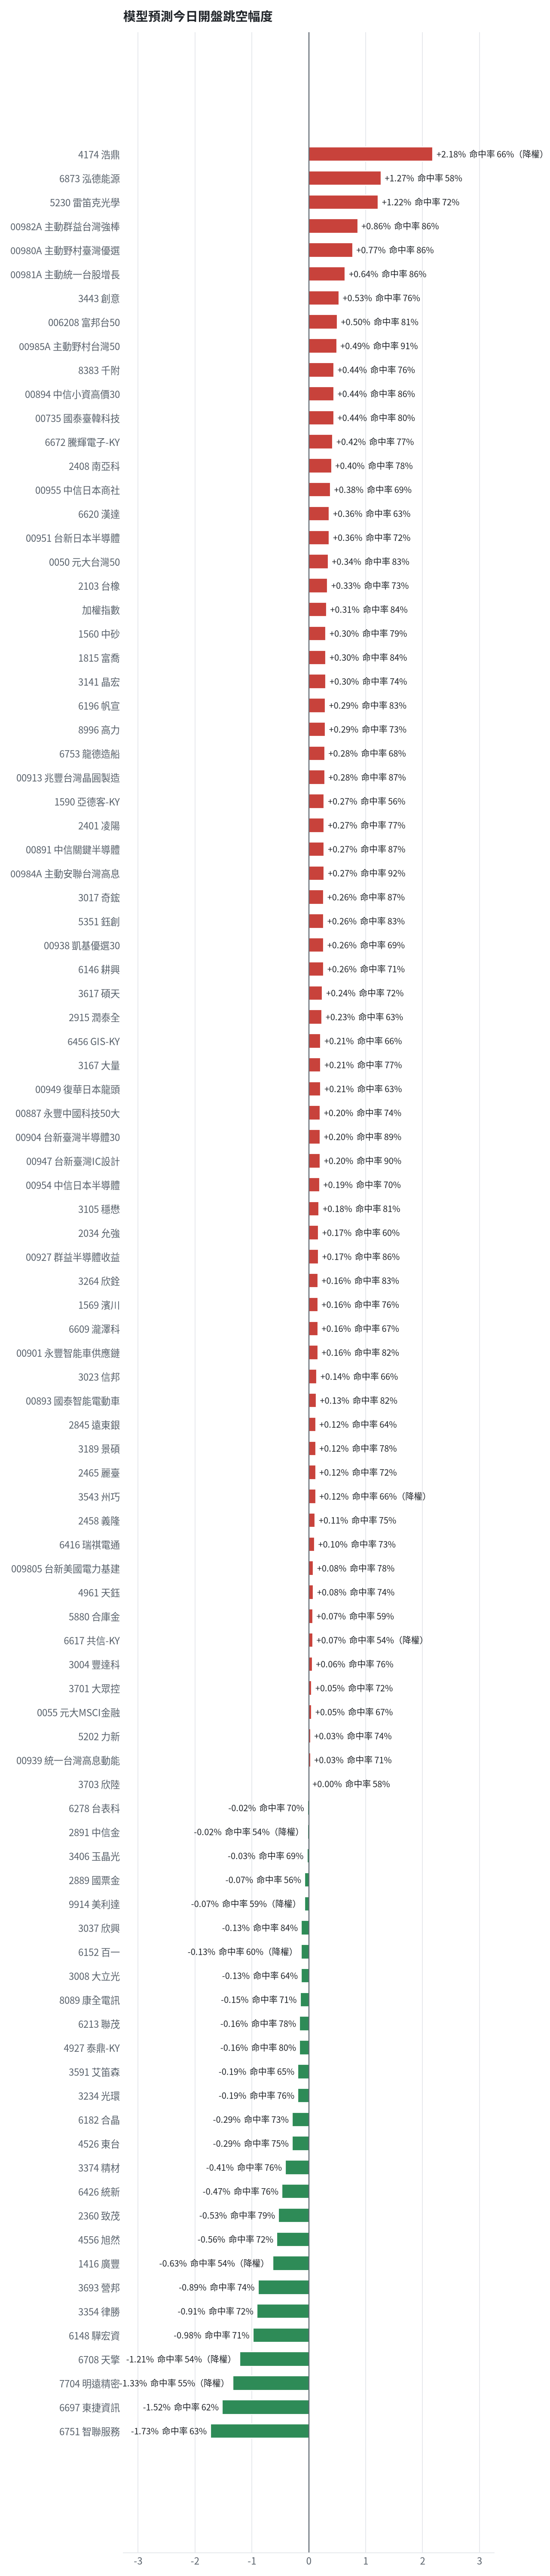 模型預測今日開盤跳空幅度
4174 浩鼎 +2.18% 命中率 66%（降權）
6873 泓德能源 +1.27% 命中率 58%
5230 雷笛克光學 +1.22% 命中率 72%
00982A 主動群益台灣強棒 +0.86% 命中率 86%
00980A 主動野村臺灣優選 +0.77% 命中率 86%
00981A 主動統一台股增長 +0.64% 命中率 86%
3443 創意 +0.53% 命中率 76%
006208 富邦台50 +0.50% 命中率 81%
00985A 主動野村台灣50 +0.49% 命中率 91%
8383 千附 +0.44% 命中率 76%
00894 中信小資高價30 +0.44% 命中率 86%
00735 國泰臺韓科技 +0.44% 命中率 80%
6672 騰輝電子-KY +0.42% 命中率 77%
2408 南亞科 +0.40% 命中率 78%
00955 中信日本商社 +0.38% 命中率 69%
6620 漢達 +0.36% 命中率 63%
00951 台新日本半導體 +0.36% 命中率 72%
0050 元大台灣50 +0.34% 命中率 83%
2103 台橡 +0.33% 命中率 73%
加權指數 +0.31% 命中率 84%
1560 中砂 +0.30% 命中率 79%
1815 富喬 +0.30% 命中率 84%
3141 晶宏 +0.30% 命中率 74%
6196 帆宣 +0.29% 命中率 83%
8996 高力 +0.29% 命中率 73%
6753 龍德造船 +0.28% 命中率 68%
00913 兆豐台灣晶圓製造 +0.28% 命中率 87%
1590 亞德客-KY +0.27% 命中率 56%
2401 凌陽 +0.27% 命中率 77%
00891 中信關鍵半導體 +0.27% 命中率 87%
00984A 主動安聯台灣高息 +0.27% 命中率 92%
3017 奇鋐 +0.26% 命中率 87%
5351 鈺創 +0.26% 命中率 83%
00938 凱基優選30 +0.26% 命中率 69%
6146 耕興 +0.26% 命中率 71%
3617 碩天 +0.24% 命中率 72%
2915 潤泰全 +0.23% 命中率 63%
6456 GIS-KY +0.21% 命中率 66%
3167 大量 +0.21% 命中率 77%
00949 復華日本龍頭 +0.21% 命中率 63%
00887 永豐中國科技50大 +0.20% 命中率 74%
00904 台新臺灣半導體30 +0.20% 命中率 89%
00947 台新臺灣IC設計 +0.20% 命中率 90%
00954 中信日本半導體 +0.19% 命中率 70%
3105 穩懋 +0.18% 命中率 81%
2034 允強 +0.17% 命中率 60%
00927 群益半導體收益 +0.17% 命中率 86%
3264 欣銓 +0.16% 命中率 83%
1569 濱川 +0.16% 命中率 76%
6609 瀧澤科 +0.16% 命中率 67%
00901 永豐智能車供應鏈 +0.16% 命中率 82%
3023 信邦 +0.14% 命中率 66%
00893 國泰智能電動車 +0.13% 命中率 82%
2845 遠東銀 +0.12% 命中率 64%
3189 景碩 +0.12% 命中率 78%
2465 麗臺 +0.12% 命中率 72%
3543 州巧 +0.12% 命中率 66%（降權）
2458 義隆 +0.11% 命中率 75%
6416 瑞祺電通 +0.10% 命中率 73%
009805 台新美國電力基建 +0.08% 命中率 78%
4961 天鈺 +0.08% 命中率 74%
5880 合庫金 +0.07% 命中率 59%
6617 共信-KY +0.07% 命中率 54%（降權）
3004 豐達科 +0.06% 命中率 76%
3701 大眾控 +0.05% 命中率 72%
0055 元大MSCI金融 +0.05% 命中率 67%
5202 力新 +0.03% 命中率 74%
00939 統一台灣高息動能 +0.03% 命中率 71%
3703 欣陸 +0.00% 命中率 58%
6278 台表科 -0.02% 命中率 70%
2891 中信金 -0.02% 命中率 54%（降權）
3406 玉晶光 -0.03% 命中率 69%
2889 國票金 -0.07% 命中率 56%
9914 美利達 -0.07% 命中率 59%（降權）
3037 欣興 -0.13% 命中率 84%
6152 百一 -0.13% 命中率 60%（降權）
3008 大立光 -0.13% 命中率 64%
8089 康全電訊 -0.15% 命中率 71%
6213 聯茂 -0.16% 命中率 78%
4927 泰鼎-KY -0.16% 命中率 80%
3591 艾笛森 -0.19% 命中率 65%
3234 光環 -0.19% 命中率 76%
6182 合晶 -0.29% 命中率 73%
4526 東台 -0.29% 命中率 75%
3374 精材 -0.41% 命中率 76%
6426 統新 -0.47% 命中率 76%
2360 致茂 -0.53% 命中率 79%
4556 旭然 -0.56% 命中率 72%
1416 廣豐 -0.63% 命中率 54%（降權）
3693 營邦 -0.89% 命中率 74%
3354 律勝 -0.91% 命中率 72%
6148 驊宏資 -0.98% 命中率 71%
6708 天擎 -1.21% 命中率 54%（降權）
7704 明遠精密 -1.33% 命中率 55%（降權）
6697 東捷資訊 -1.52% 命中率 62%
6751 智聯服務 -1.73% 命中率 63%
-3 -2 -1 0 1 2 3